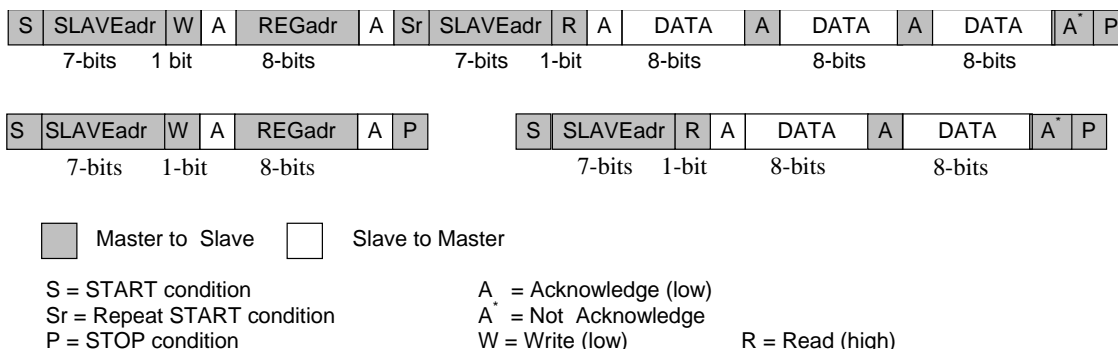 S SLAVEadr W A REGadr A Sr SLAVEadr R A DATA A DATA A DATA A* P
7-bits 1 bit 8-bits 7-bits 1-bit 8-bits 8-bits 8-bits
S SLAVEadr W A REGadr A P S SLAVEadr R A DATA A DATA A* P
7-bits 1-bit 8-bits 7-bits 1-bit 8-bits 8-bits
Master to Slave Slave to Master
S = START condition A = Acknowledge (low)
Sr = Repeat START condition A* = Not Acknowledge
P = STOP condition W = Write (low) R = Read (high)